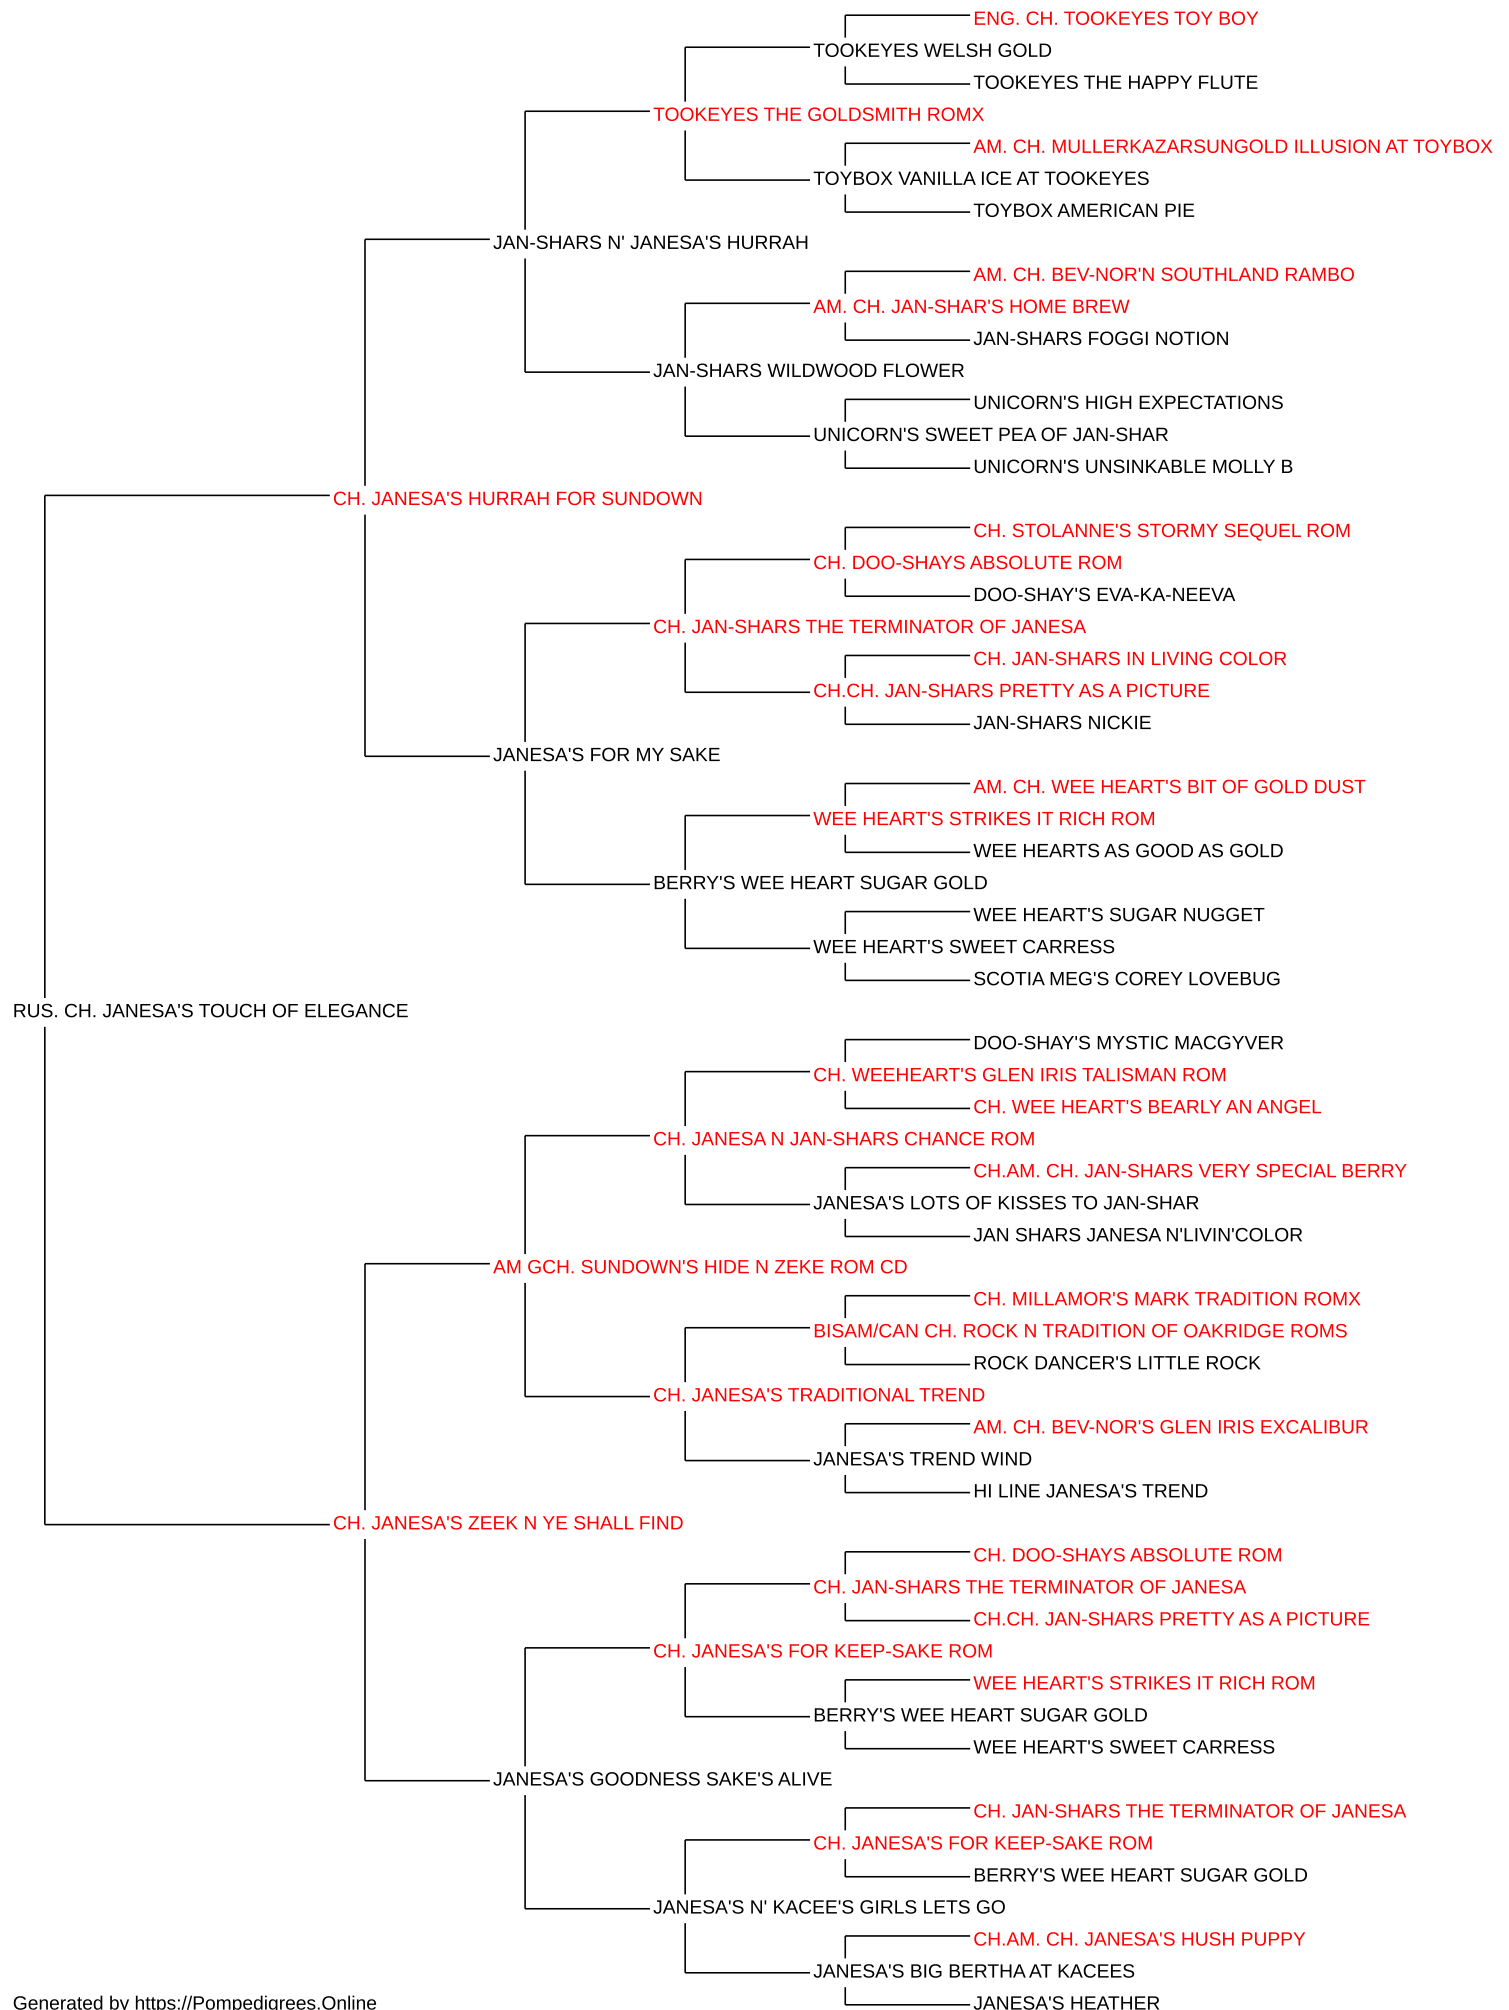 ENG. CH. TOOKEYES TOY BOY
TOOKEYES WELSH GOLD
TOOKEYES THE HAPPY FLUTE
TOOKEYES THE GOLDSMITH ROMX
AM. CH. MULLERKAZARSUNGOLD ILLUSION AT TOYBOX
TOYBOX VANILLA ICE AT TOOKEYES
TOYBOX AMERICAN PIE
JAN-SHARS N' JANESA'S HURRAH
AM. CH. BEV-NOR'N SOUTHLAND RAMBO
AM. CH. JAN-SHAR'S HOME BREW
JAN-SHARS FOGGI NOTION
JAN-SHARS WILDWOOD FLOWER
UNICORN'S HIGH EXPECTATIONS
UNICORN'S SWEET PEA OF JAN-SHAR
UNICORN'S UNSINKABLE MOLLY B
CH. JANESA'S HURRAH FOR SUNDOWN
CH. STOLANNE'S STORMY SEQUEL ROM
CH. DOO-SHAYS ABSOLUTE ROM
DOO-SHAY'S EVA-KA-NEEVA
CH. JAN-SHARS THE TERMINATOR OF JANESA
CH. JAN-SHARS IN LIVING COLOR
CH.CH. JAN-SHARS PRETTY AS A PICTURE
JAN-SHARS NICKIE
JANESA'S FOR MY SAKE
AM. CH. WEE HEART'S BIT OF GOLD DUST
WEE HEART'S STRIKES IT RICH ROM
WEE HEARTS AS GOOD AS GOLD
BERRY'S WEE HEART SUGAR GOLD
WEE HEART'S SUGAR NUGGET
WEE HEART'S SWEET CARRESS
SCOTIA MEG'S COREY LOVEBUG
RUS. CH. JANESA'S TOUCH OF ELEGANCE
DOO-SHAY'S MYSTIC MACGYVER
CH. WEEHEART'S GLEN IRIS TALISMAN ROM
CH. WEE HEART'S BEARLY AN ANGEL
CH. JANESA N JAN-SHARS CHANCE ROM
CH.AM. CH. JAN-SHARS VERY SPECIAL BERRY
JANESA'S LOTS OF KISSES TO JAN-SHAR
JAN SHARS JANESA N'LIVIN'COLOR
AM GCH. SUNDOWN'S HIDE N ZEKE ROM CD
CH. MILLAMOR'S MARK TRADITION ROMX
BISAM/CAN CH. ROCK N TRADITION OF OAKRIDGE ROMS
ROCK DANCER'S LITTLE ROCK
CH. JANESA'S TRADITIONAL TREND
AM. CH. BEV-NOR'S GLEN IRIS EXCALIBUR
JANESA'S TREND WIND
HI LINE JANESA'S TREND
CH. JANESA'S ZEEK N YE SHALL FIND
CH. DOO-SHAYS ABSOLUTE ROM
CH. JAN-SHARS THE TERMINATOR OF JANESA
CH.CH. JAN-SHARS PRETTY AS A PICTURE
CH. JANESA'S FOR KEEP-SAKE ROM
WEE HEART'S STRIKES IT RICH ROM
BERRY'S WEE HEART SUGAR GOLD
WEE HEART'S SWEET CARRESS
JANESA'S GOODNESS SAKE'S ALIVE
CH. JAN-SHARS THE TERMINATOR OF JANESA
CH. JANESA'S FOR KEEP-SAKE ROM
BERRY'S WEE HEART SUGAR GOLD
JANESA'S N' KACEE'S GIRLS LETS GO
CH.AM. CH. JANESA'S HUSH PUPPY
JANESA'S BIG BERTHA AT KACEES
JANESA'S HEATHER
Generated by https://Pompedigrees.Online